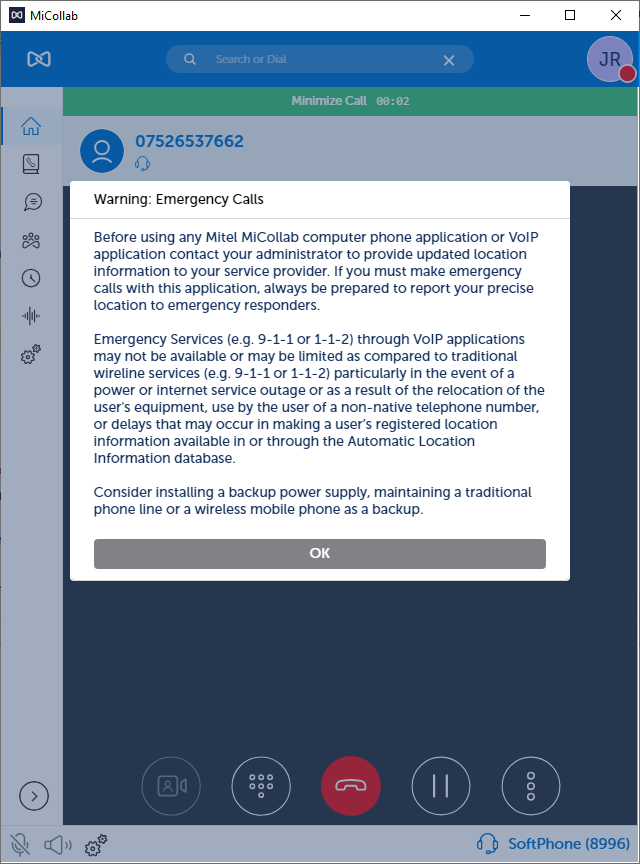 MiCollab
Search or Dial
JR
Minimize Call 00:02
07526537662
Warning: Emergency Calls
Before using any Mitel MiCollab computer phone application or VoIP
application contact your administrator to provide updated location
information to your service provider. If you must make emergency
calls with this application, always be prepared to report your precise
location to emergency responders.
Emergency Services (e.g. 9-1-1 or 1-1-2) through VoIP applications
may not be available or may be limited as compared to traditional
wireline services (e.g. 9-1-1 or 1-1-2) particularly in the event of a
power or internet service outage or as a result of the relocation of the
user's equipment, use by the user of a non-native telephone number,
or delays that may occur in making a user's registered location
information available in or through the Automatic Location
Information database.
Consider installing a backup power supply, maintaining a traditional
phone line or a wireless mobile phone as a backup.
OK
SoftPhone (8996)